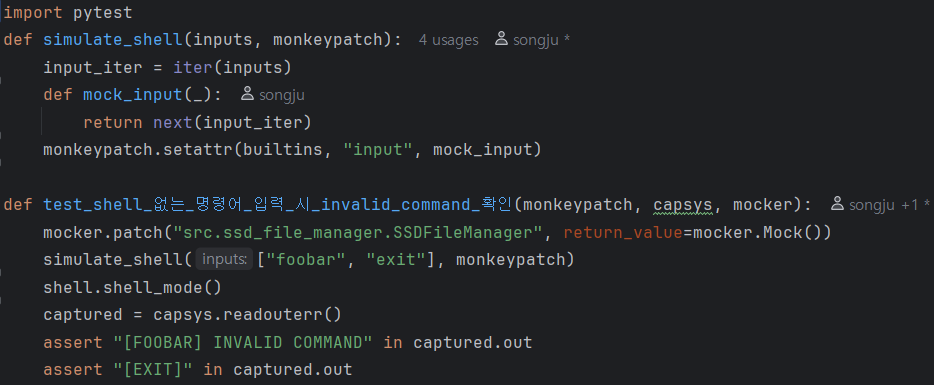 import pytest
def simulate_shell(inputs, monkeypatch): 4 usages songju *
    input_iter = iter(inputs)
    def mock_input(_): songju
        return next(input_iter)
    monkeypatch.setattr(builtins, "input", mock_input)
def test_shell_없는_명령어_입력_시_invalid_command_확인(monkeypatch, capsys, mocker): songju +1 *
    mocker.patch("src.ssd_file_manager.SSDFileManager", return_value=mocker.Mock())
    simulate_shell( inputs: ["foobar", "exit"], monkeypatch)
    shell.shell_mode()
    captured = capsys.readouterr()
    assert "[FOOBAR] INVALID COMMAND" in captured.out
    assert "[EXIT]" in captured.out